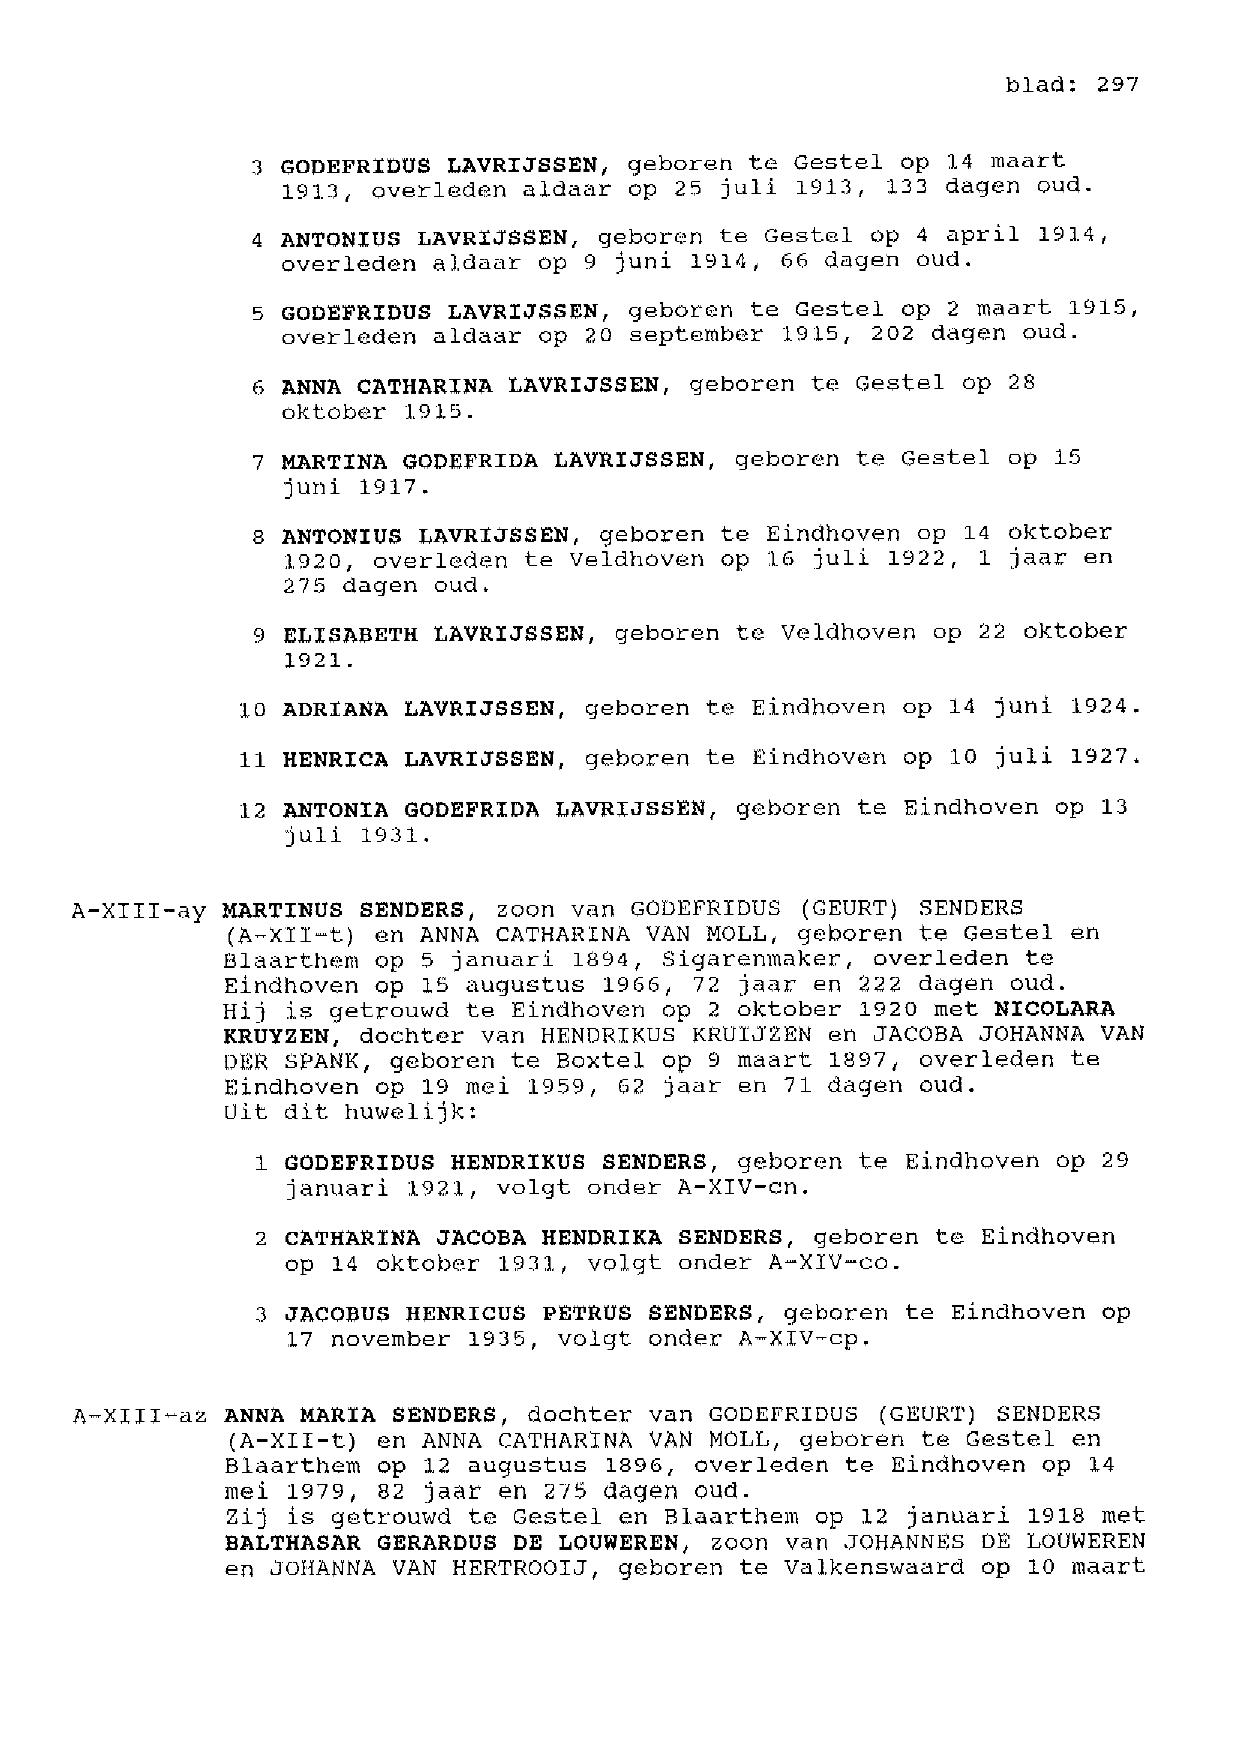 blad: 297
3 GODEFRIDUS LAVRIJSSEN, geboren te Gestel op 14 maart
1913, overleden aldaar op 25 juli 1913, 133 dagen oud.
4 ANTONIUS LAVRIJSSEN, geboren te Gestel op 4 april 1914,
overleden aldaar op 9 juni 1914, 66 dagen oud.
5 GODEFRIDUS LAVRIJSSEN, geboren te Gestel op 2 maart 1915,
overleden aldaar op 20 september 1915, 202 dagen oud.
6 ANNA CATHARINA LAVRIJSSEN, geboren te Gestel op 28
oktober 1915.
7 MARTINA GODEFRIDA LAVRIJSSEN, geboren te Gestel op 15
juni 1917.
8 ANTONIUS LAVRIJSSEN, geboren te Eindhoven op 14 oktober
1920, overleden te Veldhoven op 16 juli 1922, 1 jaar en
275 dagen oud.
9 ELISABETH LAVRIJSSEN, geboren te Veldhoven op 22 oktober
1921.
10 ADRIANA LAVRIJSSEN, geboren te Eindhoven op 14 juni 1924.
11 HENRICA LAVRIJSSEN, geboren te Eindhoven op 10 juli 1927.
12 ANTONIA GODEFRIDA LAVRIJSSEN, geboren te Eindhoven op 13
juli 1931.
A-XIII-ay MARTINUS SENDERS, zoon van GODEFRIDUS (GEURT) SENDERS
(A-XII-t) en ANNA CATHARINA VAN MOLL, geboren te Gestel en
Blaarthem op 5 januari 1894, Sigarenmaker, overleden te
Eindhoven op 15 augustus 1966, 72 jaar en 222 dagen oud.
Hij is getrouwd te Eindhoven op 2 oktober 1920 met NICOLARA
KRUYZEN, dochter van HENDRIKUS KRUIJZEN en JACOBA JOHANNA VAN
DER SPANK, geboren te Boxtel op 9 maart 1897, overleden te
Eindhoven op 19 mei 1959, 62 jaar en 71 dagen oud.
Uit dit huwelijk:
1 GODEFRIDUS HENDRIKUS SENDERS, geboren te Eindhoven op 29
januari 1921, volgt onder A-XIV-cn.
2 CATHARINA JACOBA HENDRIKA SENDERS, geboren te Eindhoven
op 14 oktober 1931, volgt onder A-XIV-co.
3 JACOBUS HENRICUS PETRUS SENDERS, geboren te Eindhoven op
17 november 1935, volgt onder A-XIV-cp.
A-XIII-az ANNA MARIA SENDERS, dochter van GODEFRIDUS (GEURT) SENDERS
(A-XII-t) en ANNA CATHARINA VAN MOLL, geboren te Gestel en
Blaarthem op 12 augustus 1896, overleden te Eindhoven op 14
mei 1979, 82 jaar en 275 dagen oud.
Zij is getrouwd te Gestel en Blaarthem op 12 januari 1918 met
BALTHASAR GERARDUS DE LOUWEREN, zoon van JOHANNES DE LOUWEREN
en JOHANNA VAN HERTROOIJ, geboren te Valkenswaard op 10 maart